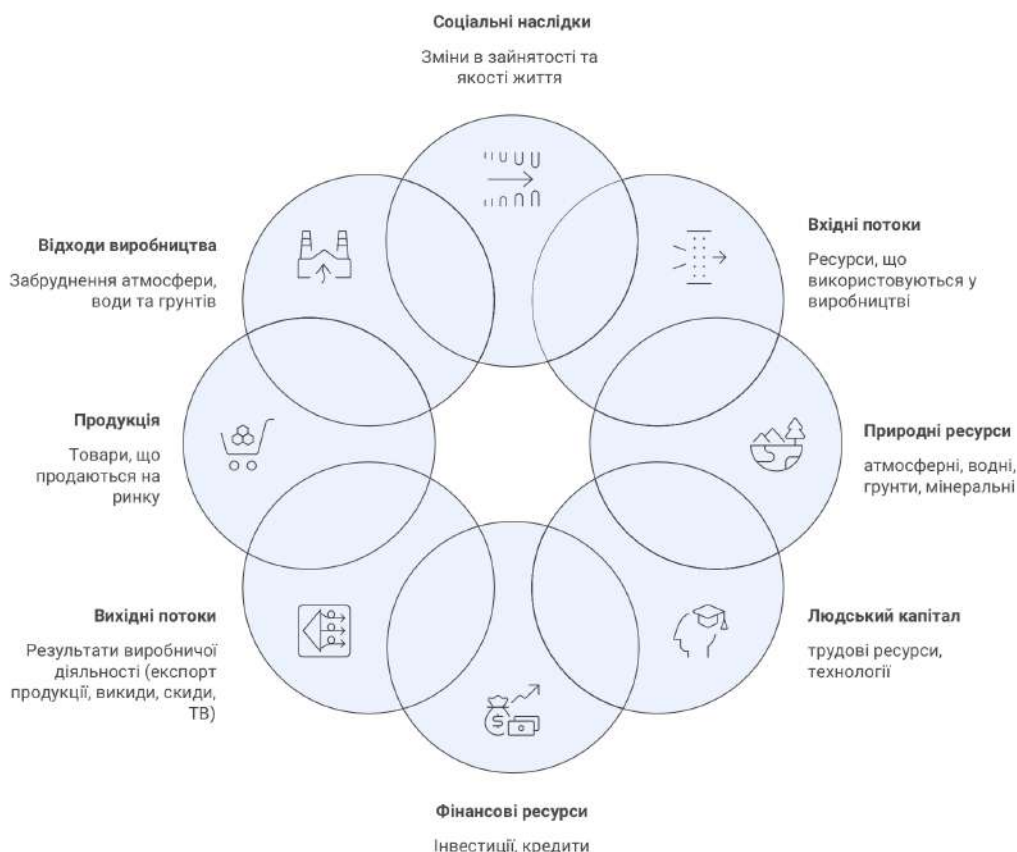 Соціальні наслідки
Зміни в зайнятості та
якості життя
Вхідні потоки
Ресурси, що
використовуються у
виробництві
Природні ресурси
атмосферні, водні,
грунти, мінеральні
Людський капітал
трудові ресурси,
технології
Фінансові ресурси
Інвестиції, кредити
Вихідні потоки
Результати виробничої
діяльності (експорт
продукції, викиди, скиди,
ТВ)
Продукція
Товари, що
продаються на
ринку
Відходи виробництва
Забруднення атмосфери,
води та грунтів